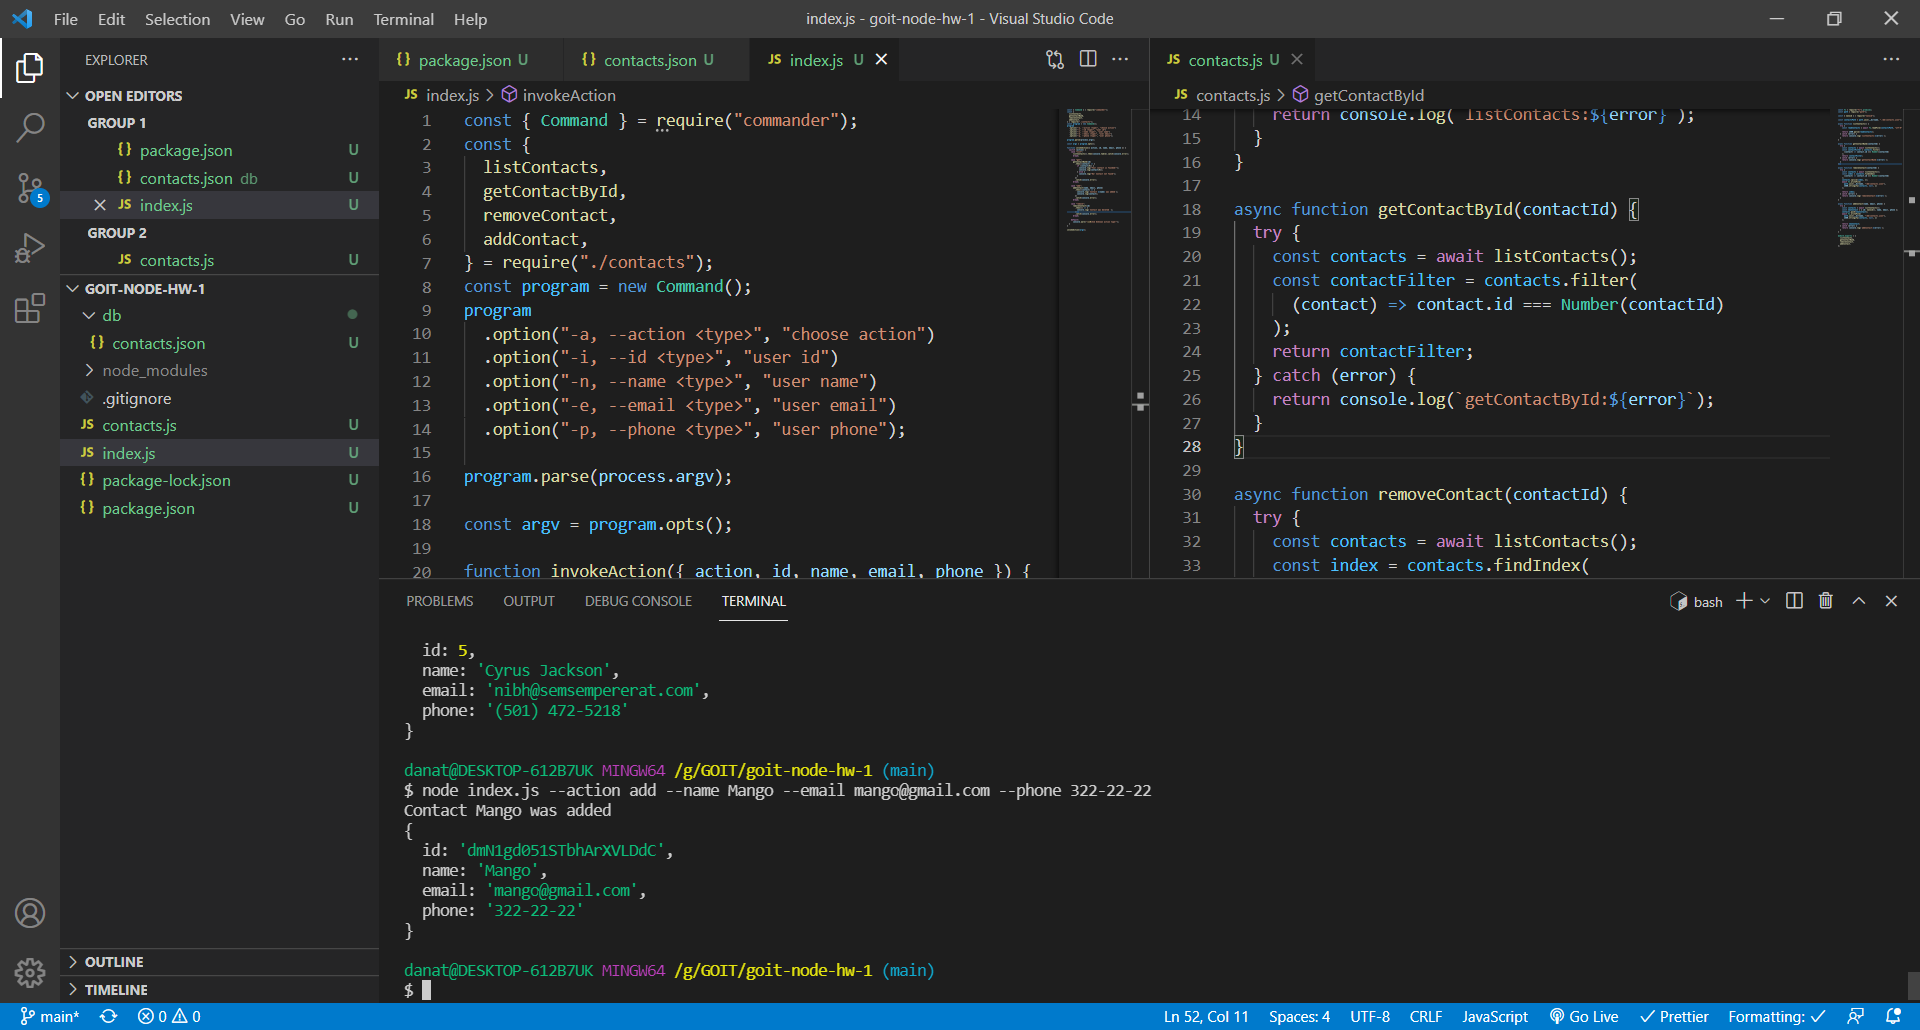 File Edit Selection View Go Run Terminal Help
index.js - goit-node-hw-1 - Visual Studio Code
EXPLORER
OPEN EDITORS
GROUP 1
{} package.json U
{} contacts.json db U
JS index.js U
GROUP 2
JS contacts.js U
GOIT-NODE-HW-1
db
{} contacts.json U
node_modules
.gitignore
JS contacts.js U
JS index.js U
{} package-lock.json U
{} package.json U
OUTLINE
TIMELINE
5
{} package.json U {} contacts.json U JS index.js U
JS index.js > invokeAction
1 const { Command } = require("commander");
2 const {
3 listContacts,
4 getContactById,
5 removeContact,
6 addContact,
7 } = require("./contacts");
8 const program = new Command();
9 program
10 .option("-a, --action <type>", "choose action")
11 .option("-i, --id <type>", "user id")
12 .option("-n, --name <type>", "user name")
13 .option("-e, --email <type>", "user email")
14 .option("-p, --phone <type>", "user phone");
15
16 program.parse(process.argv);
17
18 const argv = program.opts();
19
20 function invokeAction({ action, id, name, email, phone }) {
JS contacts.js U
JS contacts.js > getContactById
14 return console.log(`listContacts:${error}`);
15 }
16 }
17
18 async function getContactById(contactId) {
19 try {
20 const contacts = await listContacts();
21 const contactFilter = contacts.filter(
22 (contact) => contact.id === Number(contactId)
23 );
24 return contactFilter;
25 } catch (error) {
26 return console.log(`getContactById:${error}`);
27 }
28 }
29
30 async function removeContact(contactId) {
31 try {
32 const contacts = await listContacts();
33 const index = contacts.findIndex(
PROBLEMS OUTPUT DEBUG CONSOLE TERMINAL
bash
id: 5,
name: 'Cyrus Jackson',
email: 'nibh@semsempererat.com',
phone: '(501) 472-5218'
}
danat@DESKTOP-612B7UK MINGW64 /g/GOIT/goit-node-hw-1 (main)
$ node index.js --action add --name Mango --email mango@gmail.com --phone 322-22-22
Contact Mango was added
{
id: 'dmN1gd051STbhArXVLDdC',
name: 'Mango',
email: 'mango@gmail.com',
phone: '322-22-22'
}
danat@DESKTOP-612B7UK MINGW64 /g/GOIT/goit-node-hw-1 (main)
$
main* 0 0 Ln 52, Col 11 Spaces: 4 UTF-8 CRLF JavaScript Go Live Prettier Formatting: